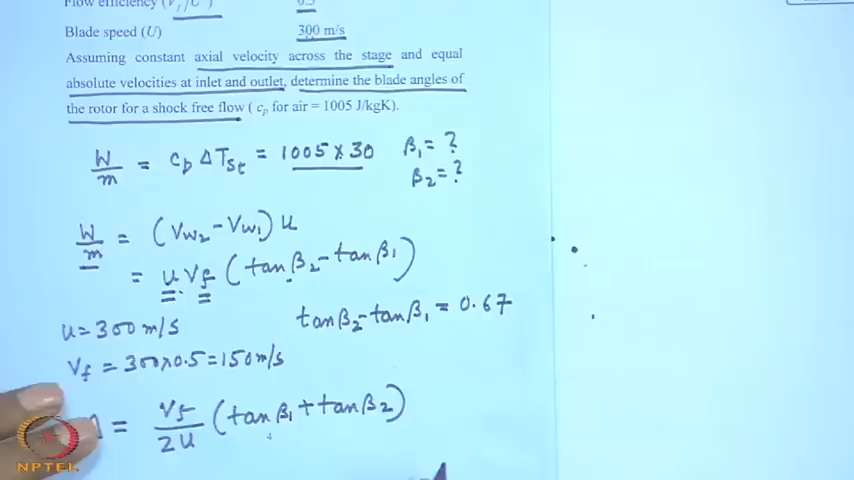 Flow efficiency (Vf/U) 0.5
Blade speed (U) 300 m/s
Assuming constant axial velocity across the stage and equal
absolute velocities at inlet and outlet, determine the blade angles of
the rotor for a shock free flow ( cp for air = 1005 J/kgK).
W/m = cp ΔTst = 1005 × 30 β1 = ?
β2 = ?
W/m = (Vw2 - Vw1) u
= u Vf (tan β2 - tan β1)
u = 300 m/s
tan β2 - tan β1 = 0.67
Vf = 300 × 0.5 = 150 m/s
= Vf/2u (tan β1 + tan β2)
NPTEL